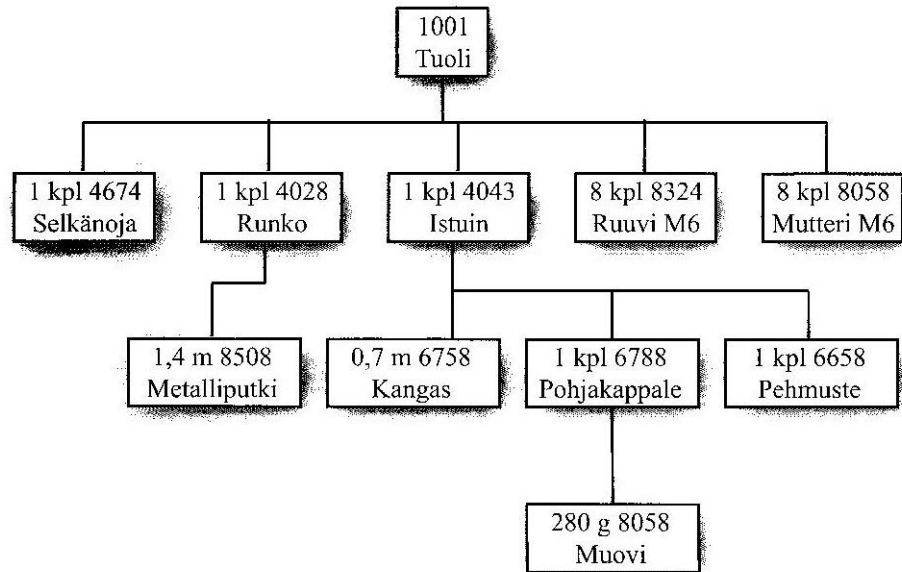 1001
Tuoli
1 kpl 4674
Selkänoja
1 kpl 4028
Runko
1 kpl 4043
Istuin
8 kpl 8324
Ruuvi M6
8 kpl 8058
Mutteri M6
1,4 m 8508
Metalliputki
0,7 m 6758
Kangas
1 kpl 6788
Pohjakappale
1 kpl 6658
Pehmuste
280 g 8058
Muovi